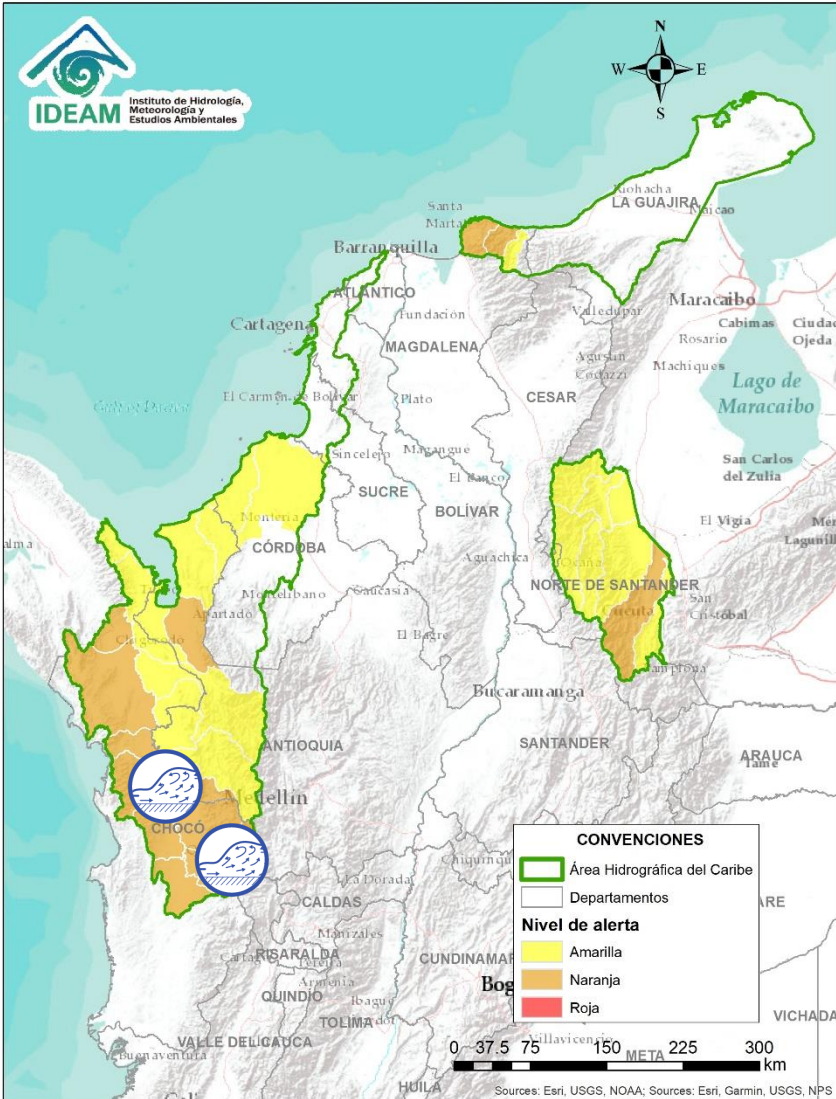 IDEAM
Instituto de Hidrología,
Meteorología y
Estudios Ambientales
N
W
E
S
LA GUAJIRA
Maicao
Santa
Marta
Barranquilla
ATLÁNTICO
Maracaibo
Cartagena
Fundación
Valledupar
Cabimas
Ciudad
Ojeda
Rosario
MAGDALENA
Machiques
Agustín
Codazzi
Lago de
Maracaibo
CESAR
El Carmen de Bolívar
Plato
Sincelejo
Magangue
San Carlos
del Zulia
El Banco
SUCRE
BOLÍVAR
Montería
El Vigía
CÓRDOBA
Aguachica
Ocaña
NORTE DE SANTANDER
Montelíbano
Caucasia
San
Cristóbal
Cúcuta
Apartado
El Bagre
Pamplona
Bucaramanga
ANTIOQUIA
SANTANDER
ARAUCA
Tame
Medellín
CHOCÓ
CONVENCIONES
Área Hidrográfica del Caribe
Departamentos
Nivel de alerta
Amarilla
Naranja
Roja
La Dorada
CALDAS
Manizales
RISARALDA
Pereira
Armenia
QUINDÍO
Ibagué
TOLIMA
VALLE DEL CAUCA
Buenaventura
Villavicencio
META
HUILA
0 37.5 75 150 225 300
km
Sources: Esri, USGS, NOAA; Sources: Esri, Garmin, USGS, NPS